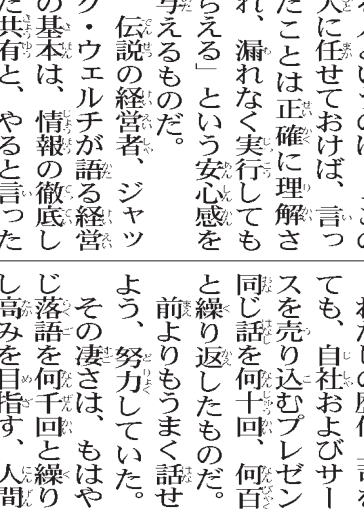 人に任せておけば、言っ
たことは正確に理解さ
れ、漏れなく実行しても
らえる」という安心感を
与えるものだ。
伝説の経営者、ジャッ
ク・ウェルチが語る経営
の基本は、情報の徹底し
た共有と、やると言った
ても、自社およびサー
スを売り込むプレゼン
同じ話を何十回、何百
と繰り返したものだ。
前よりもうまく話せ
よう、努力していた。
その凄さは、もはや
じ落語を何千回と繰り
し高みを目指す、人間